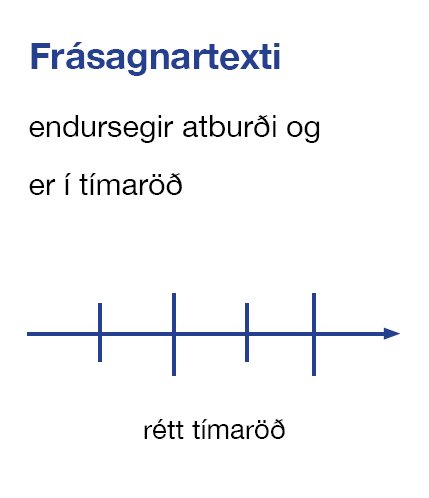 Frásagnartexti
endursegir atburði og
er í tímaröð
rétt tímaröð